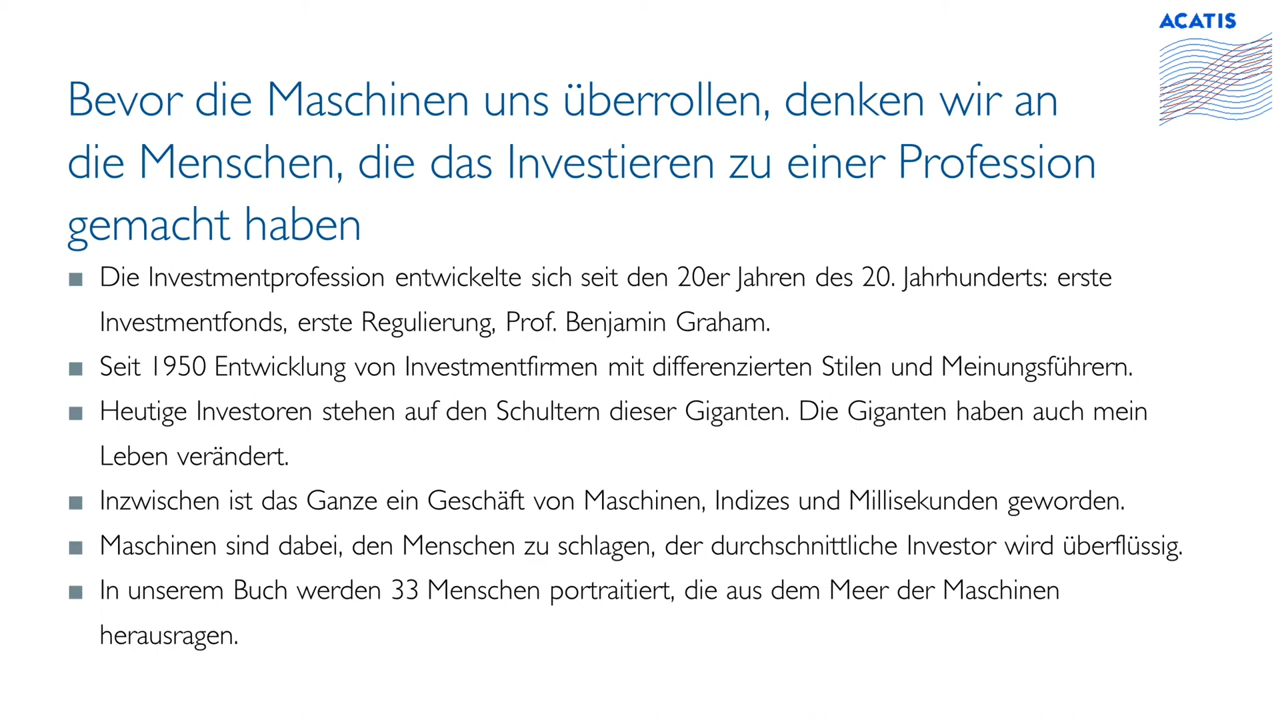 ACATIS
Bevor die Maschinen uns überrollen, denken wir an
die Menschen, die das Investieren zu einer Profession
gemacht haben
■ Die Investmentprofession entwickelte sich seit den 20er Jahren des 20. Jahrhunderts: erste
Investmentfonds, erste Regulierung, Prof. Benjamin Graham.
■ Seit 1950 Entwicklung von Investmentfirmen mit differenzierten Stilen und Meinungsführern.
■ Heutige Investoren stehen auf den Schultern dieser Giganten. Die Giganten haben auch mein
Leben verändert.
■ Inzwischen ist das Ganze ein Geschäft von Maschinen, Indizes und Millisekunden geworden.
■ Maschinen sind dabei, den Menschen zu schlagen, der durchschnittliche Investor wird überflüssig.
■ In unserem Buch werden 33 Menschen portraitiert, die aus dem Meer der Maschinen
herausragen.